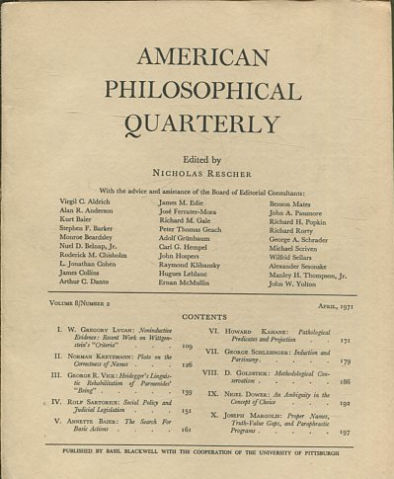 AMERICAN
PHILOSOPHICAL
QUARTERLY
Edited by
NICHOLAS RESCHER
With the advice and assistance of the Board of Editorial Consultants:
Virgil C. Aldrich
Alan R. Anderson
Kurt Baier
Stephen F. Barker
Monroe Beardsley
Nuel D. Belnap, Jr.
Roderick M. Chisholm
L. Jonathan Cohen
James Collins
Arthur C. Danto
James M. Edie
José Ferrater-Mora
Richard M. Gale
Peter Thomas Geach
Adolf Grünbaum
Carl G. Hempel
John Hospers
Raymond Klibansky
Hugues Leblanc
Ernan McMullin
Benson Mates
John A. Passmore
Richard H. Popkin
Richard Rorty
George A. Schrader
Michael Scriven
Wilfrid Sellars
Alexander Sesonske
Manley H. Thompson, Jr.
John W. Yolton
VOLUME 8/NUMBER 2
APRIL, 1971
CONTENTS
I. W. GREGORY LYCAN: Noninductive
Evidence: Recent Work on Wittgen-
stein's "Criteria" 109
II. NORMAN KRETZMANN: Plato on the
Correctness of Names 126
III. GEORGE R. VICK: Heidegger's Linguis-
tic Rehabilitation of Parmenides'
"Being" 139
IV. ROLF SARTORIUS: Social Policy and
Judicial Legislation 151
V. ANNETTE BAIER: The Search For
Basic Actions 161
VI. HOWARD KAHANE: Pathological
Predicates and Projection 171
VII. GEORGE SCHLESINGER: Induction and
Parsimony 179
VIII. D. GOLDSTICK: Methodological Con-
servatism 186
IX. NIGEL DOWER: An Ambiguity in the
Concept of Choice 192
X. JOSEPH MARGOLIS: Proper Names,
Truth-Value Gaps, and Paraphrastic
Programs 197
PUBLISHED BY BASIL BLACKWELL WITH THE COOPERATION OF THE UNIVERSITY OF PITTSBURGH